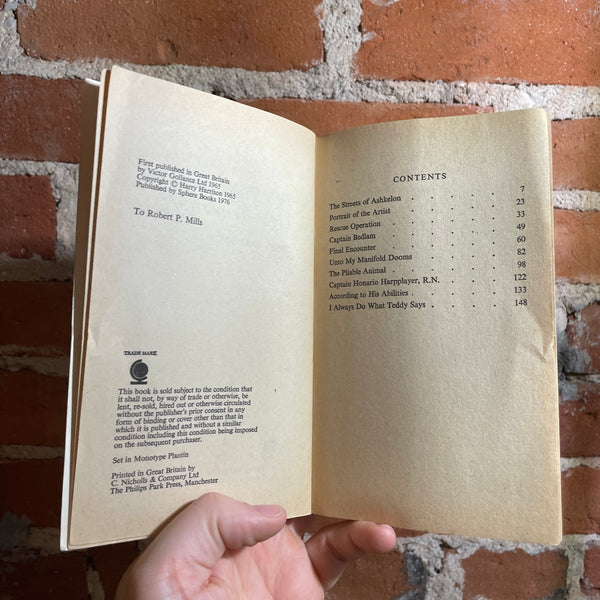 First published in Great Britain
by Victor Gollancz Ltd 1965
Copyright © Harry Harrison 1965
Published by Sphere Books 1976
To Robert P. Mills
TRADE MARK
This book is sold subject to the condition that
it shall not, by way of trade or otherwise, be
lent, re-sold, hired out or otherwise circulated
without the publisher's prior consent in any
form of binding or cover other than that in
which it is published and without a similar
condition including this condition being imposed
on the subsequent purchaser.
Set in Monotype Plantin
Printed in Great Britain by
C. Nicholls & Company Ltd
The Philips Park Press, Manchester
CONTENTS
The Streets of Ashkelon 7
Portrait of the Artist 23
Rescue Operation 33
Captain Bedlam 49
Final Encounter 60
Unto My Manifold Dooms 82
The Pliable Animal 98
Captain Honario Harpplayer, R.N. 122
According to His Abilities 133
I Always Do What Teddy Says 148